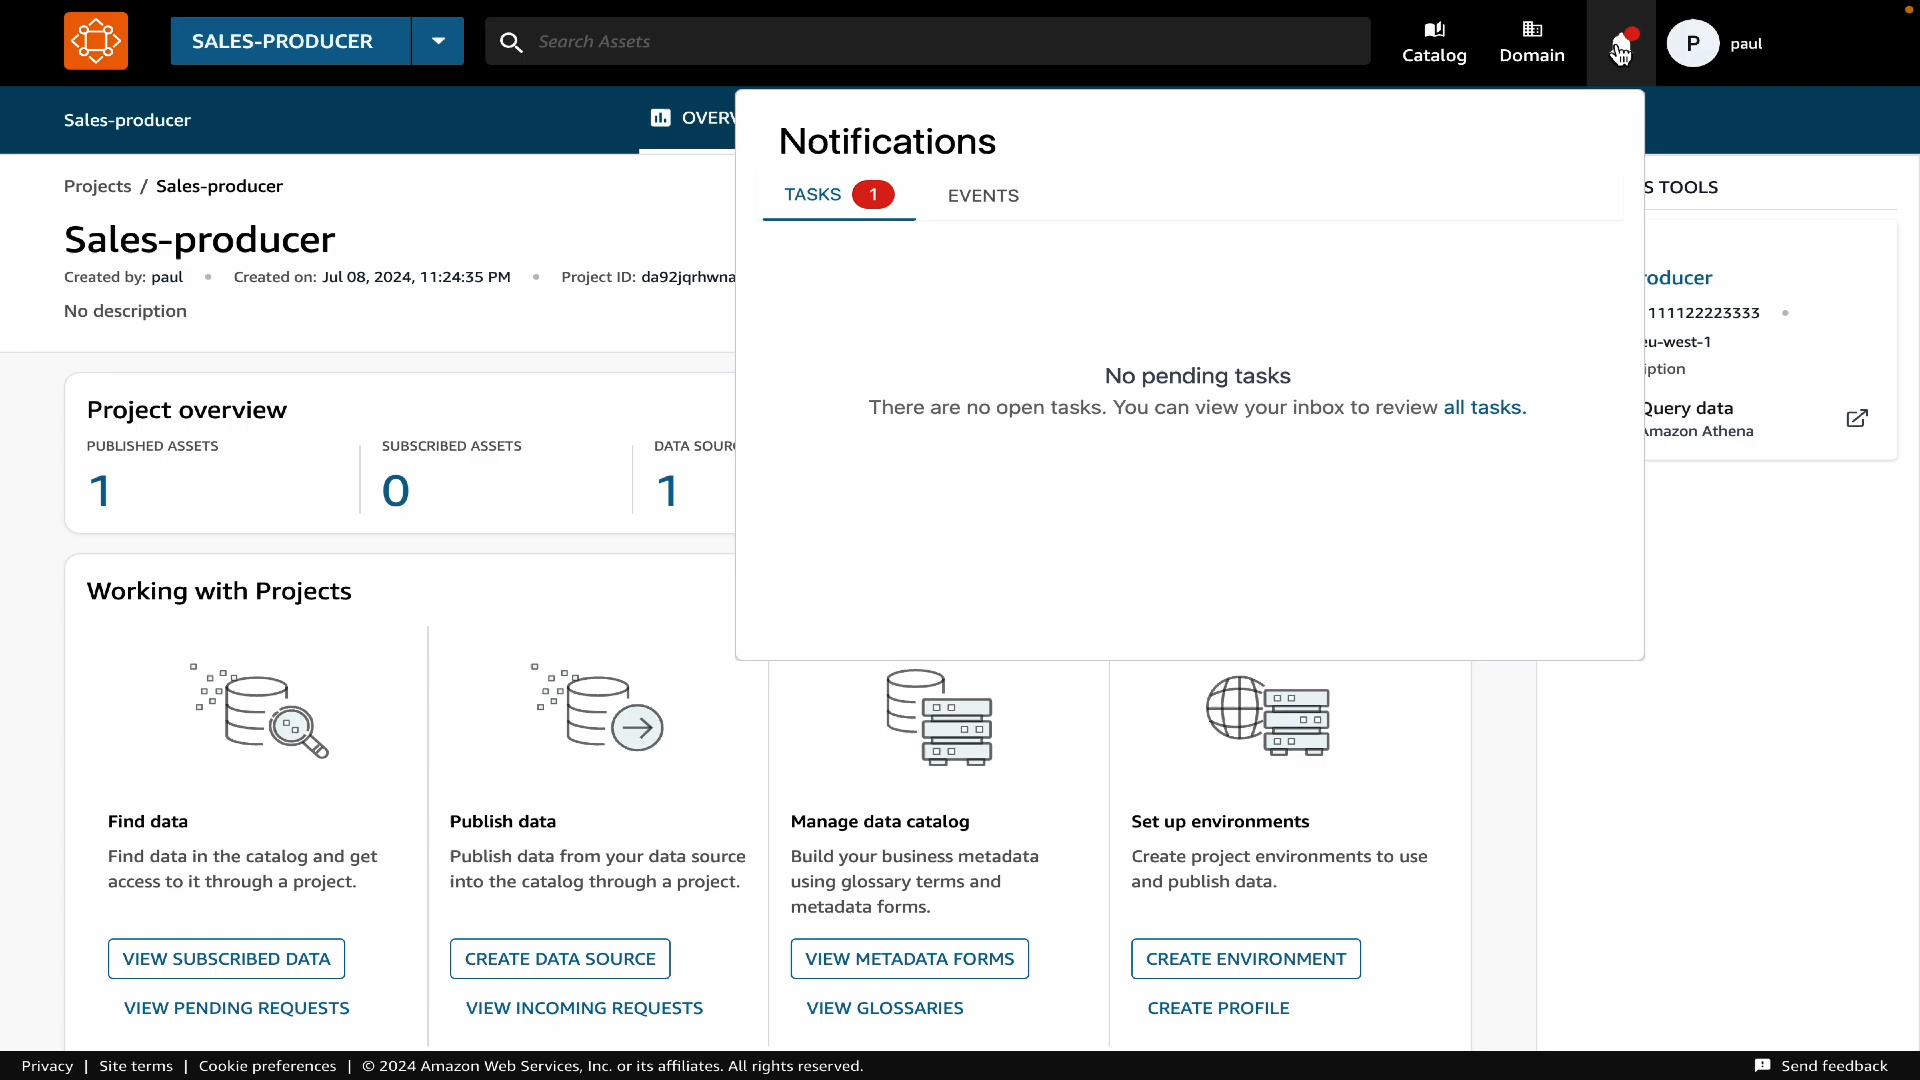 SALES-PRODUCER
Search Assets
Catalog
Domain
P
paul
Sales-producer
OVERV
Notifications
TASKS 1
EVENTS
No pending tasks
There are no open tasks. You can view your inbox to review all tasks.
Projects / Sales-producer
Sales-producer
Created by: paul • Created on: Jul 08, 2024, 11:24:35 PM • Project ID: da92jqrhwna
No description
S TOOLS
roducer
111122223333 •
eu-west-1
iption
Query data
Amazon Athena
Project overview
PUBLISHED ASSETS
1
SUBSCRIBED ASSETS
0
DATA SOUR
1
Working with Projects
Find data
Find data in the catalog and get
access to it through a project.
VIEW SUBSCRIBED DATA
VIEW PENDING REQUESTS
Publish data
Publish data from your data source
into the catalog through a project.
CREATE DATA SOURCE
VIEW INCOMING REQUESTS
Manage data catalog
Build your business metadata
using glossary terms and
metadata forms.
VIEW METADATA FORMS
VIEW GLOSSARIES
Set up environments
Create project environments to use
and publish data.
CREATE ENVIRONMENT
CREATE PROFILE
Privacy | Site terms | Cookie preferences | © 2024 Amazon Web Services, Inc. or its affiliates. All rights reserved.
Send feedback